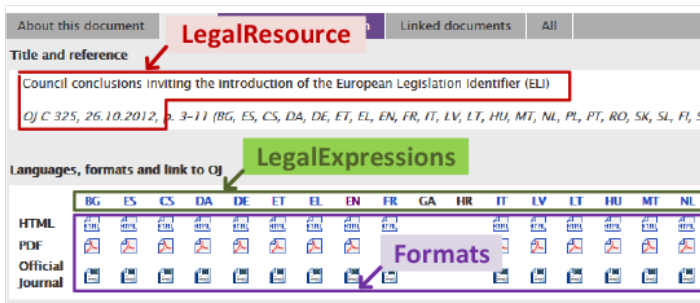 About this document
Linked documents
All
LegalResource
Title and reference
Council conclusions inviting the introduction of the European Legislation Identifier (ELI)
OJ C 325, 26.10.2012, p. 3–11 (BG, ES, CS, DA, DE, ET, EL, EN, FR, IT, LV, LT, HU, MT, NL, PL, PT, RO, SK, SL, FI,
LegalExpressions
Languages, formats and link to OJ
BG ES CS DA DE ET EL EN FR GA HR IT LV LT HU MT NL
HTML
PDF
Formats
Official
Journal